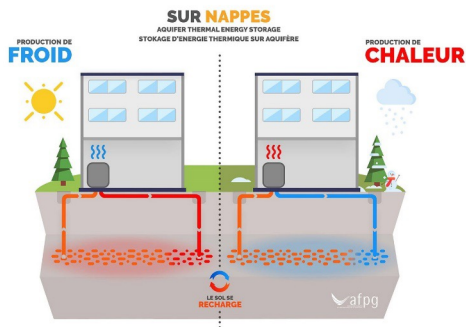 SUR NAPPES
AQUIFER THERMAL ENERGY STORAGE
STOKAGE D'ENERGIE THERMIQUE SUR AQUIFÈRE
PRODUCTION DE
FROID
PRODUCTION DE
CHALEUR
LE SOL SE
RECHARGE
afpg